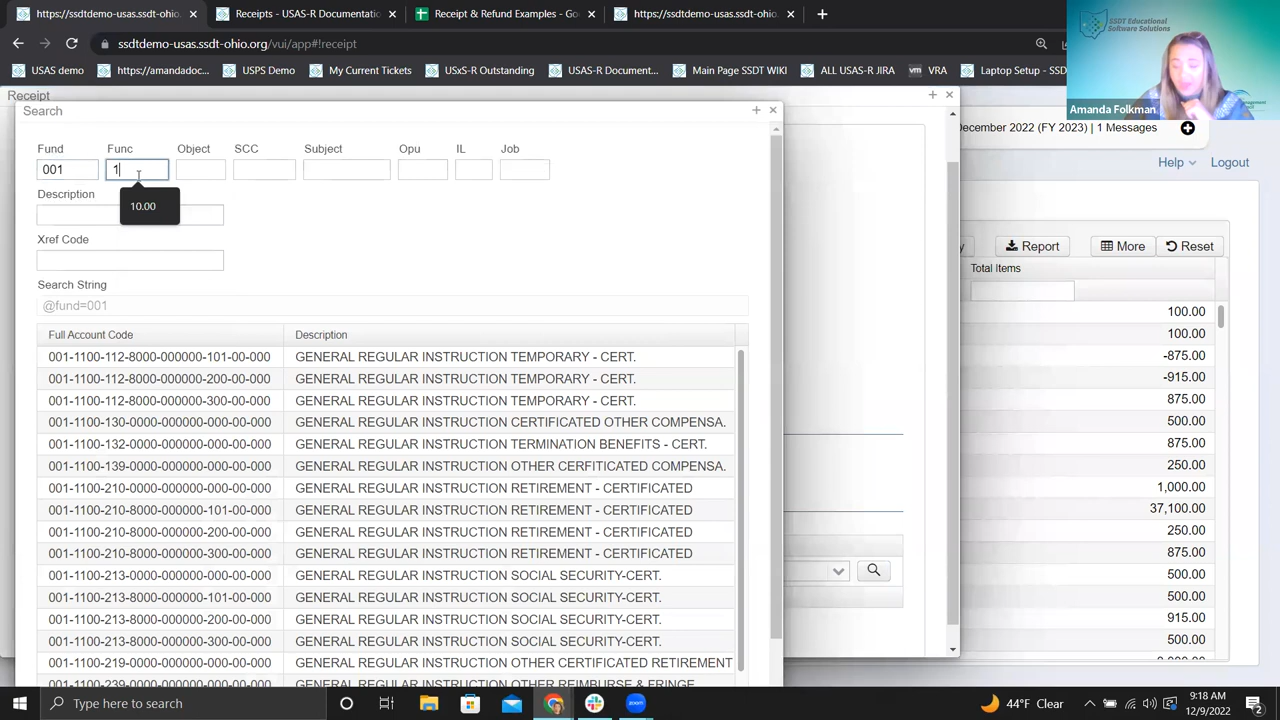 https://ssdtdemo-usas.ssdt-ohio
Receipts - USAS-R Documentation
Receipt & Refund Examples - Go
https://ssdtdemo-usas.ssdt-ohio
ssdtdemo-usas.ssdt-ohio.org/vui/app#!receipt
USAS demo
https://amandadoc...
USPS Demo
My Current Tickets
USxS-R Outstanding
USAS-R Document...
Main Page SSDT WIKI
ALL USAS-R JIRA
VRA
Laptop Setup - SSD
SSDT Educational
Software Solutions
Amanda Folkman
Receipt
Search
December 2022 (FY 2023) | 1 Messages
Help
Logout
Fund
Func
Object
SCC
Subject
Opu
IL
Job
001
1
10.00
Description
Xref Code
Search String
@fund=001
Full Account Code
Description
001-1100-112-8000-000000-101-00-000 GENERAL REGULAR INSTRUCTION TEMPORARY - CERT.
001-1100-112-8000-000000-200-00-000 GENERAL REGULAR INSTRUCTION TEMPORARY - CERT.
001-1100-112-8000-000000-300-00-000 GENERAL REGULAR INSTRUCTION TEMPORARY - CERT.
001-1100-130-0000-000000-000-00-000 GENERAL REGULAR INSTRUCTION CERTIFICATED OTHER COMPENSA.
001-1100-132-0000-000000-000-00-000 GENERAL REGULAR INSTRUCTION TERMINATION BENEFITS - CERT.
001-1100-139-0000-000000-000-00-000 GENERAL REGULAR INSTRUCTION OTHER CERFITICATED COMPENSA.
001-1100-210-0000-000000-000-00-000 GENERAL REGULAR INSTRUCTION RETIREMENT - CERTIFICATED
001-1100-210-8000-000000-101-00-000 GENERAL REGULAR INSTRUCTION RETIREMENT - CERTIFICATED
001-1100-210-8000-000000-200-00-000 GENERAL REGULAR INSTRUCTION RETIREMENT - CERTIFICATED
001-1100-210-8000-000000-300-00-000 GENERAL REGULAR INSTRUCTION RETIREMENT - CERTIFICATED
001-1100-213-0000-000000-000-00-000 GENERAL REGULAR INSTRUCTION SOCIAL SECURITY-CERT.
001-1100-213-8000-000000-101-00-000 GENERAL REGULAR INSTRUCTION SOCIAL SECURITY-CERT.
001-1100-213-8000-000000-200-00-000 GENERAL REGULAR INSTRUCTION SOCIAL SECURITY-CERT.
001-1100-213-8000-000000-300-00-000 GENERAL REGULAR INSTRUCTION SOCIAL SECURITY-CERT.
001-1100-219-0000-000000-000-00-000 GENERAL REGULAR INSTRUCTION OTHER CERTIFICATED RETIREMENT
001-1100-239-0000-000000-000-00-000 GENERAL REGULAR INSTRUCTION OTHER REIMBURSE & FRINGE
Report
More
Reset
Total Items
100.00
100.00
-875.00
-915.00
875.00
500.00
875.00
250.00
1,000.00
37,100.00
250.00
875.00
500.00
500.00
915.00
500.00
Type here to search
44°F Clear
9:18 AM
12/9/2022
2